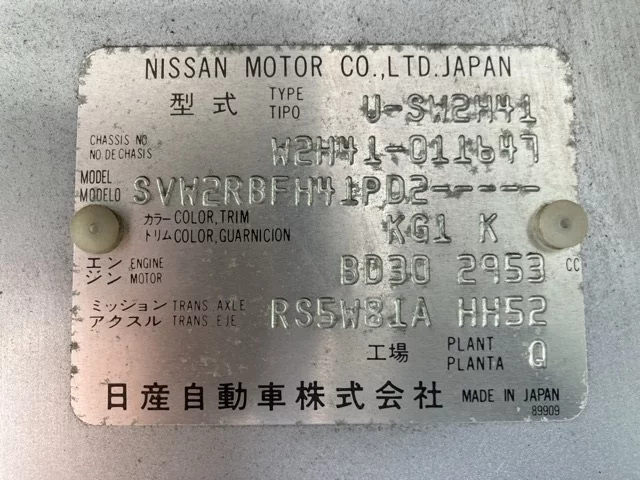 NISSAN MOTOR CO.,LTD.JAPAN
型式 TYPE TIPO U-SW2H41
CHASSIS NO NO DE CHASIS W2H41-011647
MODEL MODELO SVW2RBFH41PD2-----
カラー COLOR, TRIM
トリム COLOR, GUARNICION KG1 K
エンジン ENGINE MOTOR BD30 2953 CC
ミッション TRANS. AXLE
アクスル TRANS. EJE RS5W81A HH52
工場 PLANT PLANTA Q
日産自動車株式会社 MADE IN JAPAN
89909